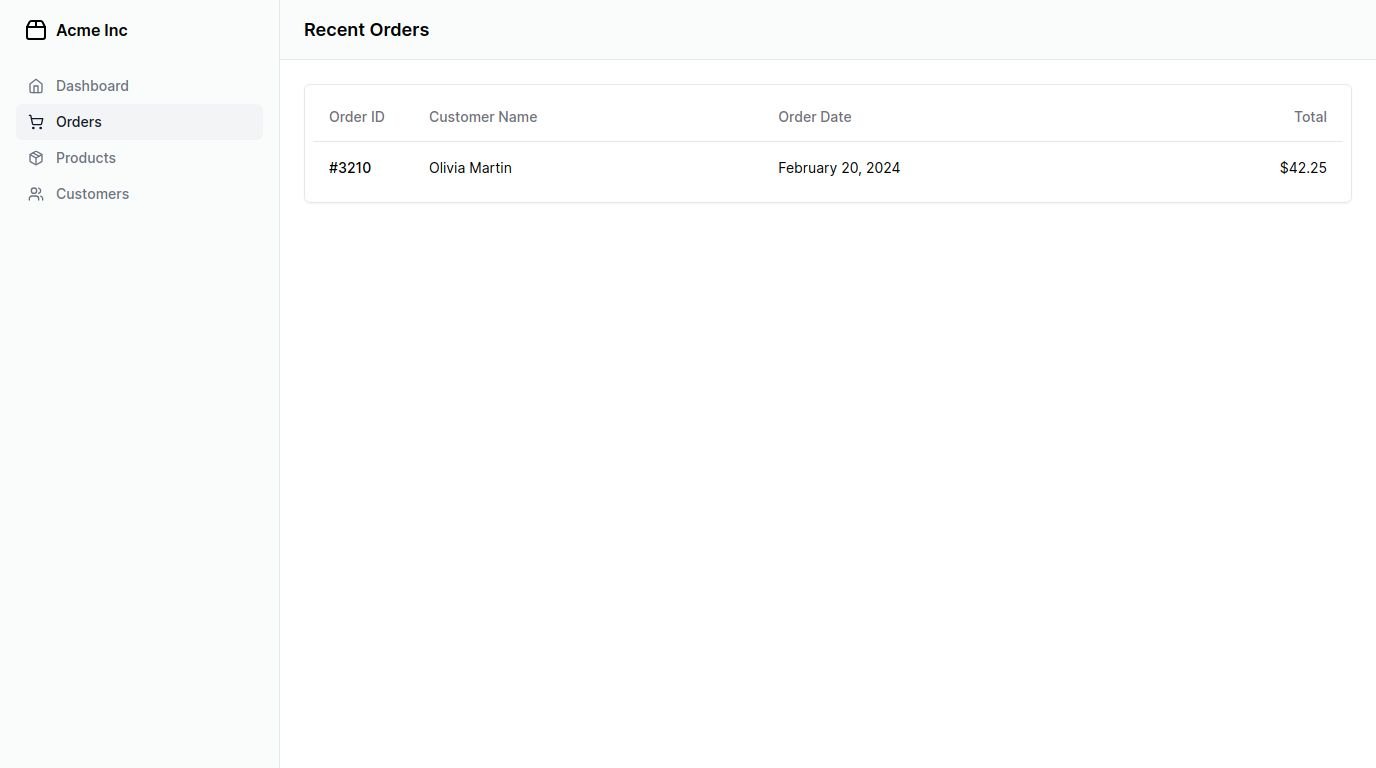 Acme Inc
Dashboard
Orders
Products
Customers
Recent Orders
Order ID Customer Name Order Date Total
#3210 Olivia Martin February 20, 2024 $42.25